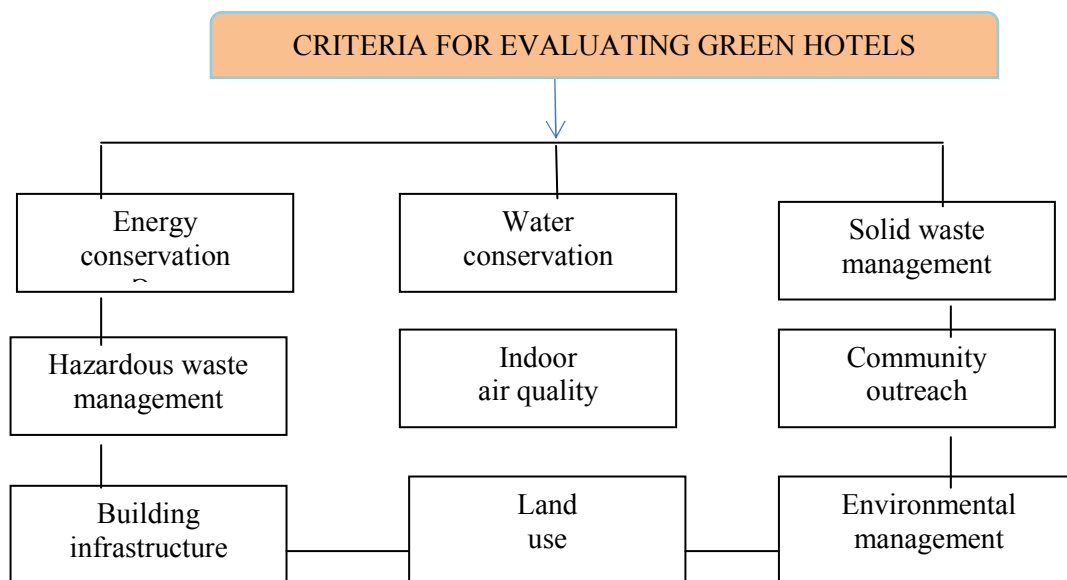 CRITERIA FOR EVALUATING GREEN HOTELS
Energy
conservation
Water
conservation
Solid waste
management
Hazardous waste
management
Indoor
air quality
Community
outreach
Building
infrastructure
Land
use
Environmental
management